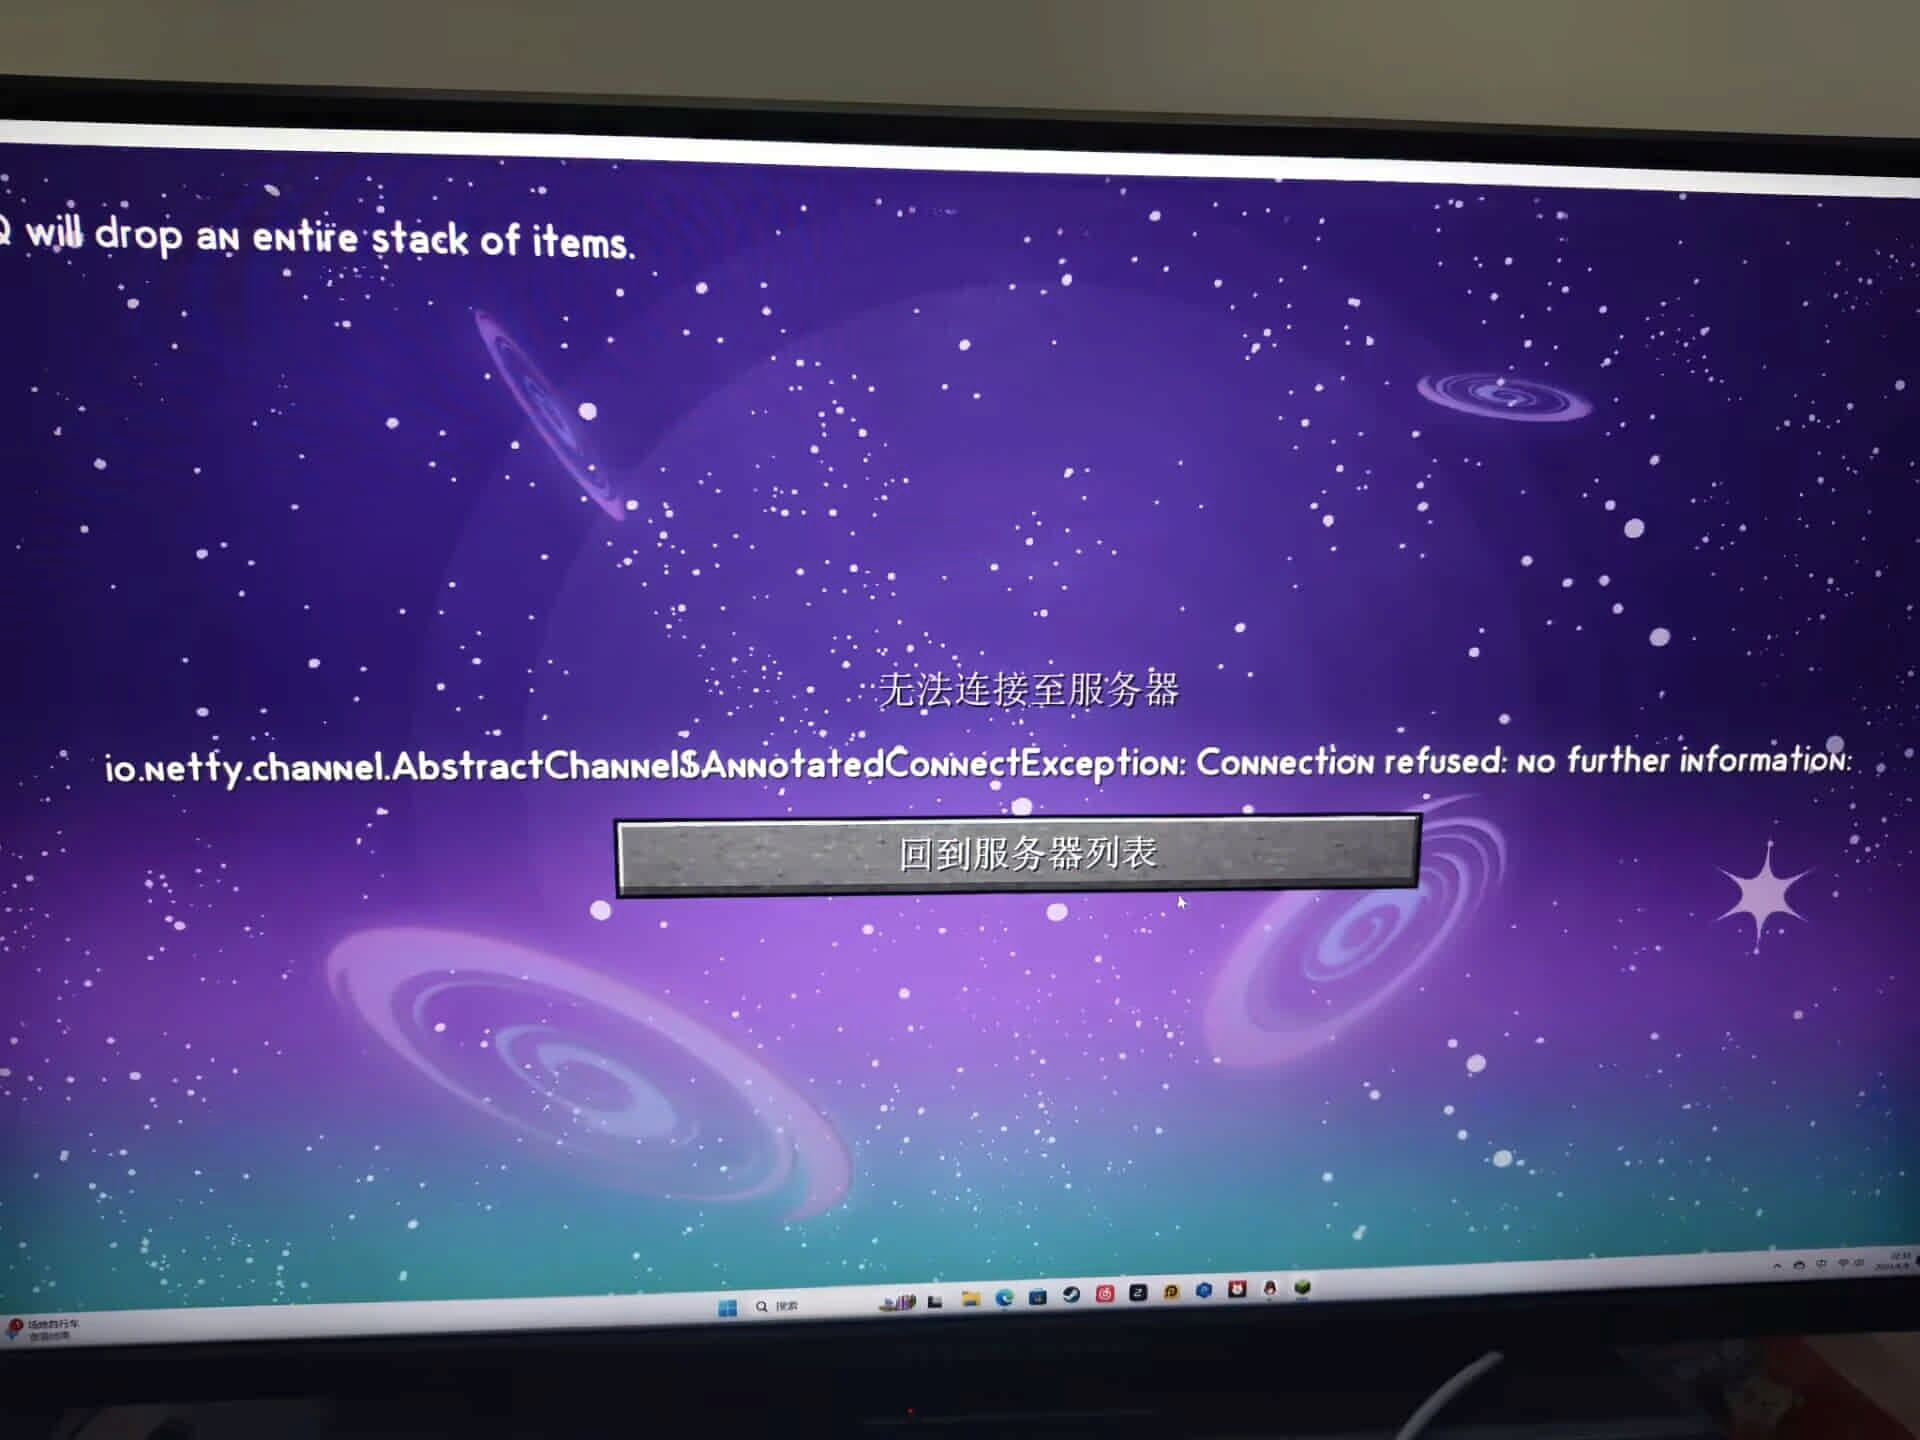 will drop an entire stack of items.
无法连接至服务器
io.netty.channel.AbstractChannel$AnnotatedConnectException: Connection refused: no further information:
回到服务器列表
搜索